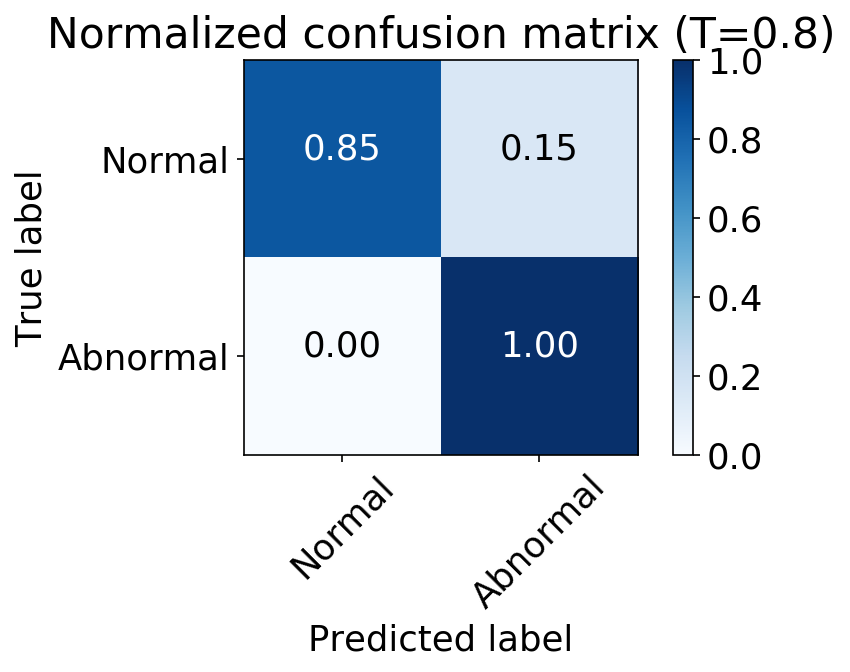 Normalized confusion matrix (T=0.8)
True label
Normal
Abnormal
0.85
0.15
0.00
1.00
1.0
0.8
0.6
0.4
0.2
0.0
Normal
Abnormal
Predicted label